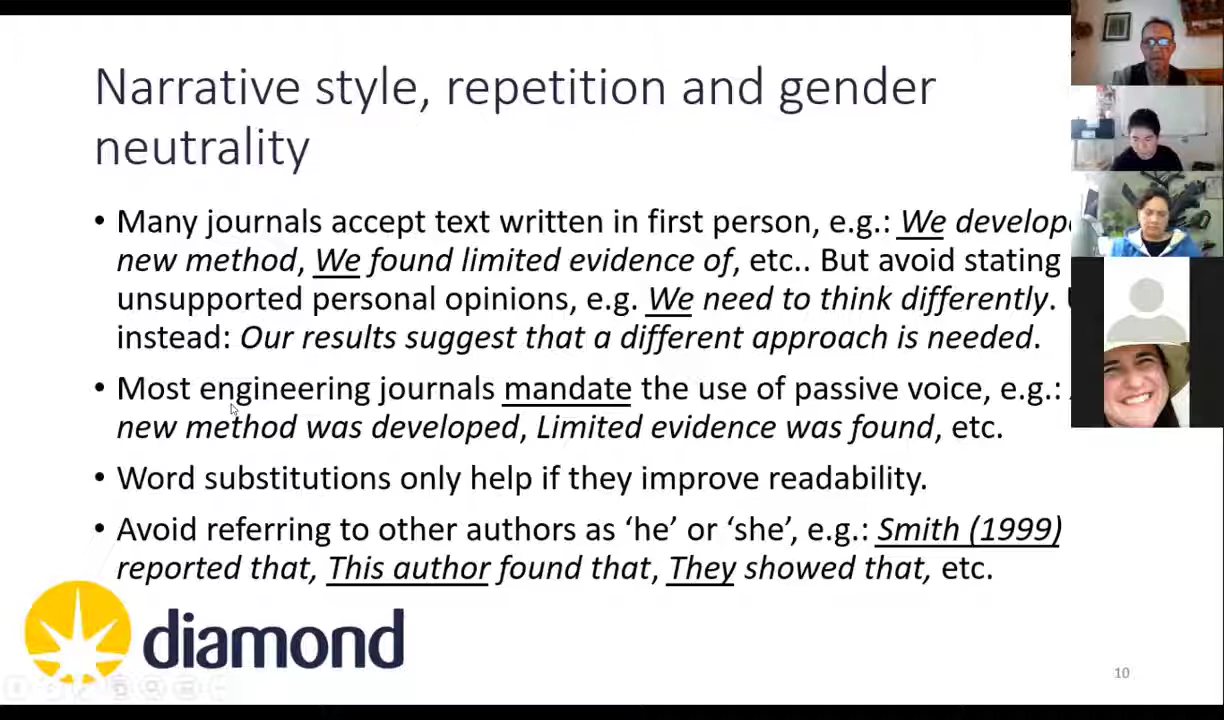 Narrative style, repetition and gender
neutrality
• Many journals accept text written in first person, e.g.: We develope
new method, We found limited evidence of, etc.. But avoid stating
unsupported personal opinions, e.g. We need to think differently.
instead: Our results suggest that a different approach is needed.
• Most engineering journals mandate the use of passive voice, e.g.:
new method was developed, Limited evidence was found, etc.
• Word substitutions only help if they improve readability.
• Avoid referring to other authors as ‘he’ or ‘she’, e.g.: Smith (1999)
reported that, This author found that, They showed that, etc.
diamond
10